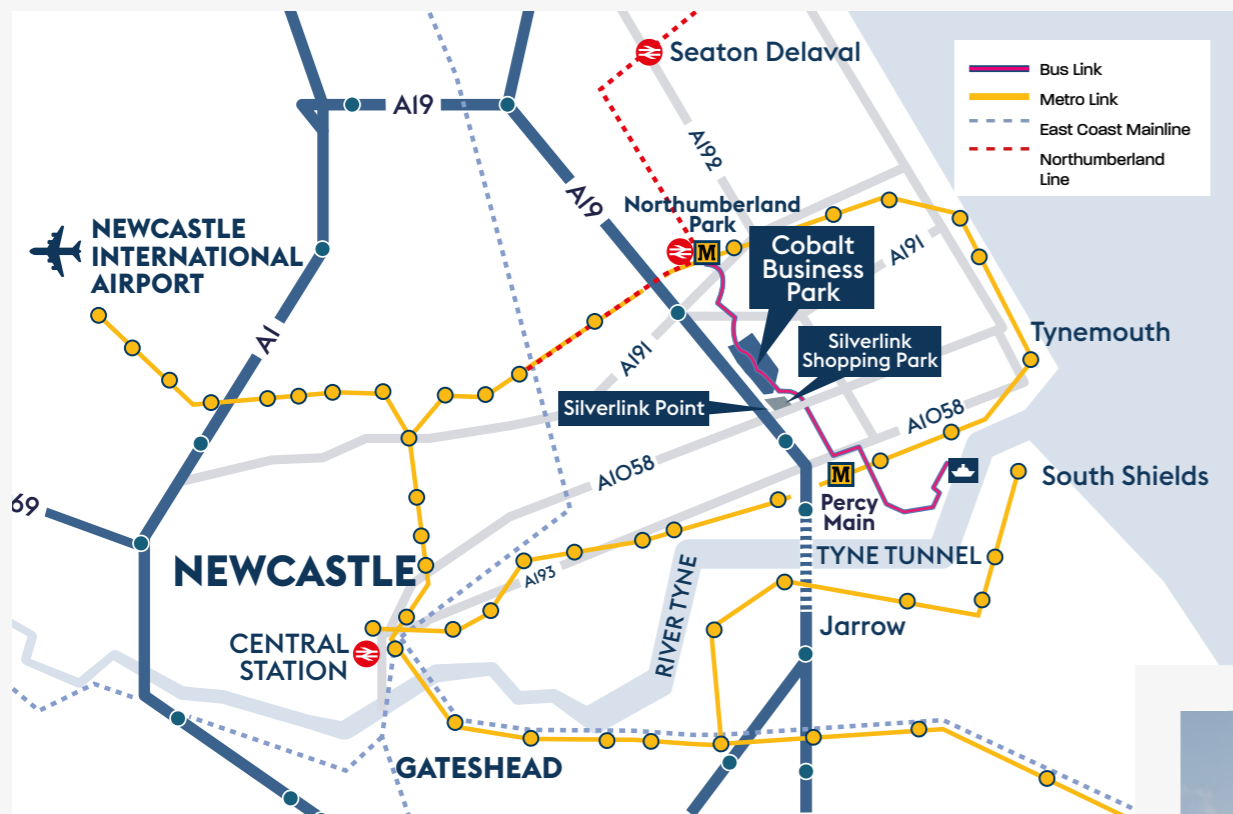 Seaton Delaval
Bus Link
Metro Link
East Coast Mainline
Northumberland
Line
A19
A192
A19
Northumberland
Park
M
NEWCASTLE
INTERNATIONAL
AIRPORT
Cobalt
Business
Park
A191
A1
A191
Silverlink
Shopping Park
Tynemouth
Silverlink Point
A1058
A1058
M
South Shields
69
Percy
Main
NEWCASTLE
A193
TYNE TUNNEL
RIVER TYNE
Jarrow
CENTRAL
STATION
GATESHEAD